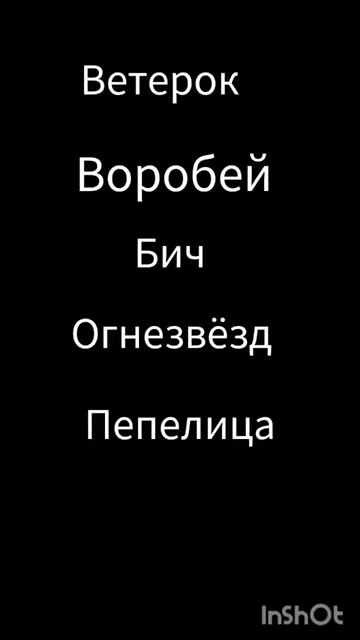 Ветерок
Воробей
Бич
Огнезвёзд
Пепелица
InShOt